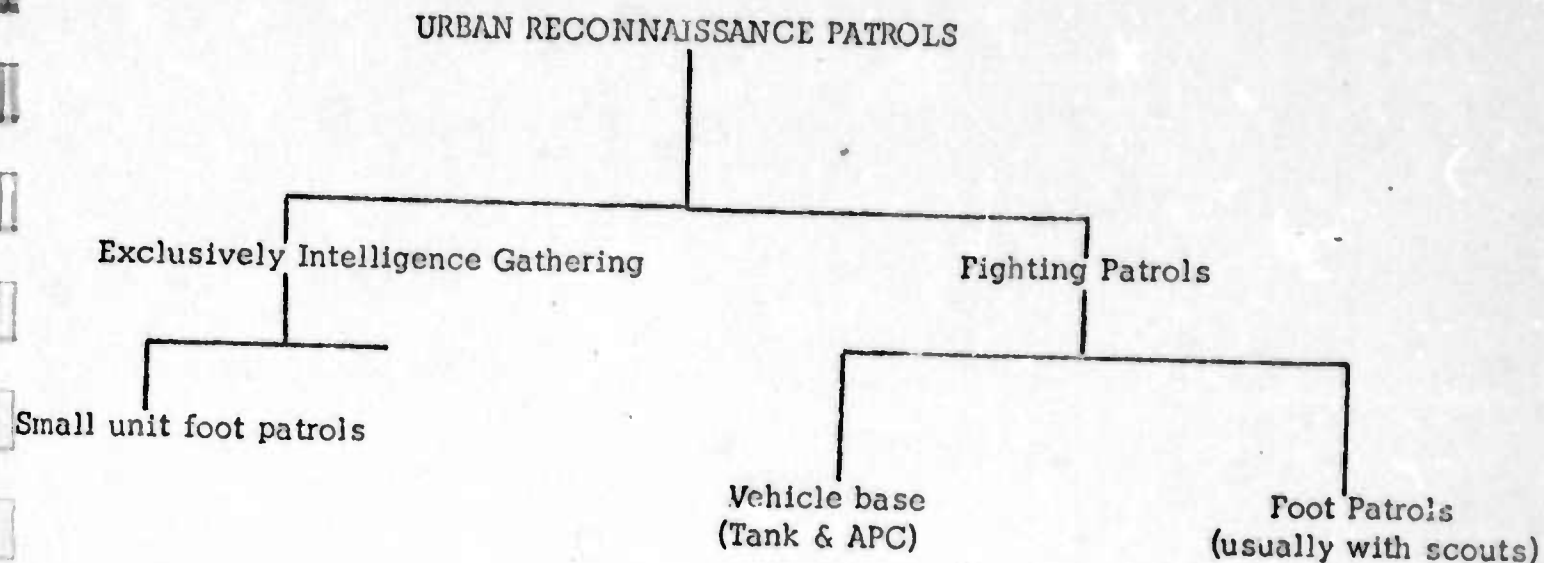 URBAN RECONNAISSANCE PATROLS
Exclusively Intelligence Gathering
Fighting Patrols
Small unit foot patrols
Vehicle base
(Tank & APC)
Foot Patrols
(usually with scouts)